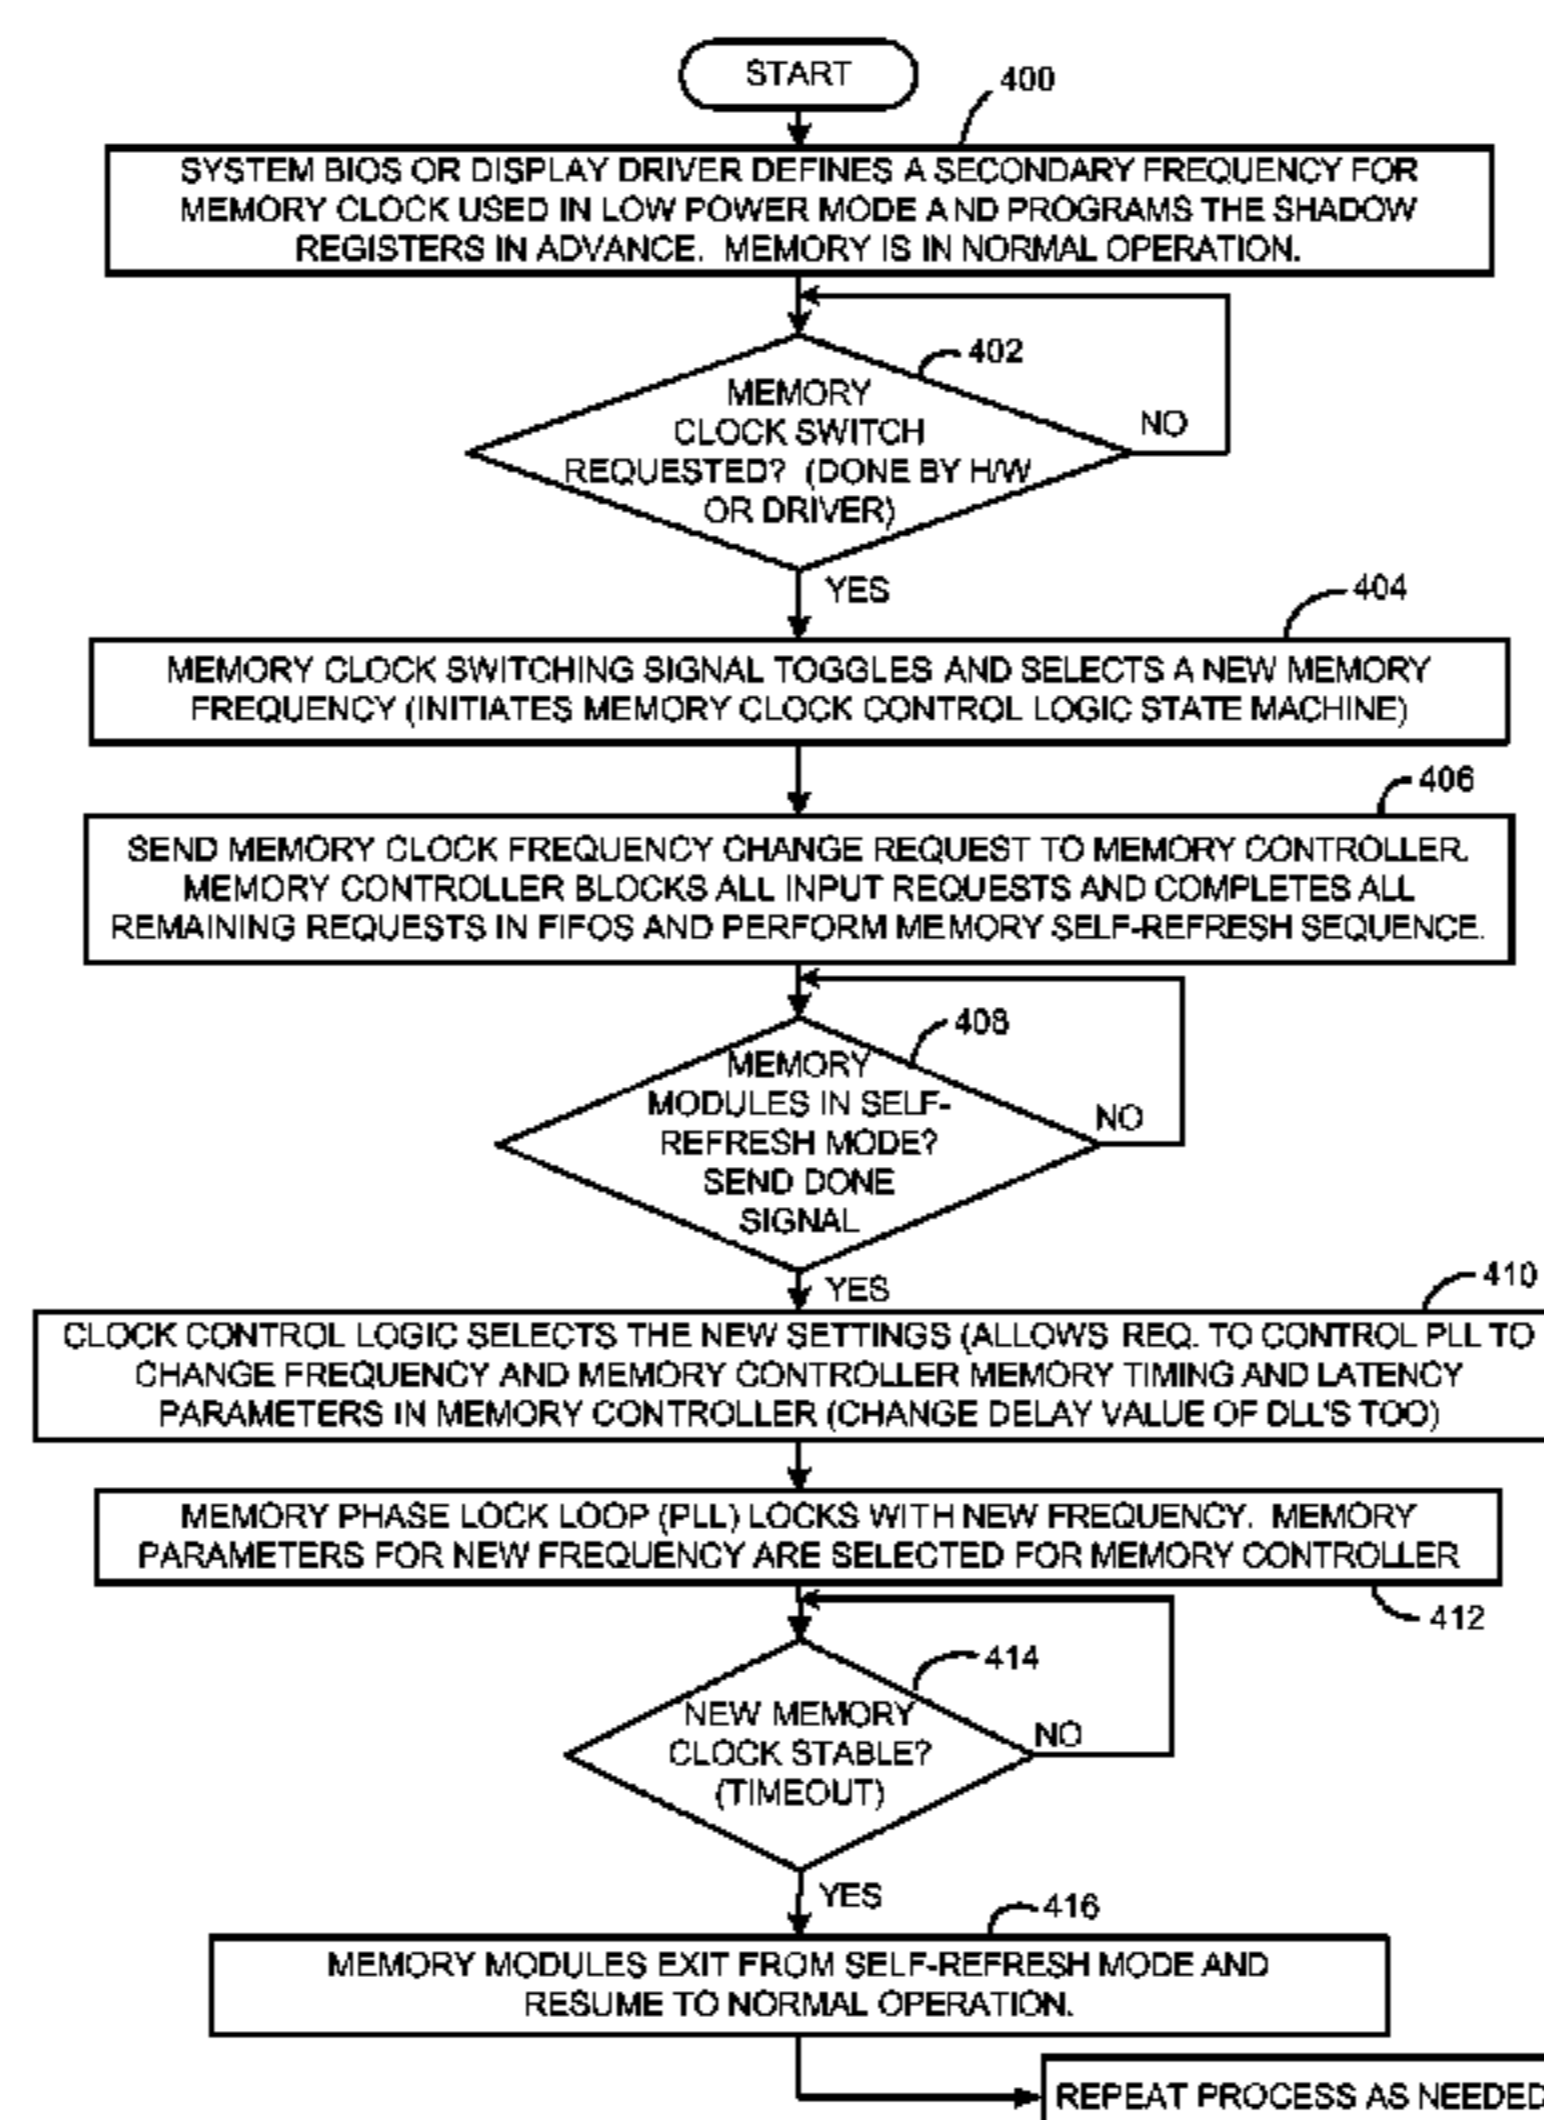 START
400
SYSTEM BIOS OR DISPLAY DRIVER DEFINES A SECONDARY FREQUENCY FOR
MEMORY CLOCK USED IN LOW POWER MODE AND PROGRAMS THE SHADOW
REGISTERS IN ADVANCE. MEMORY IS IN NORMAL OPERATION.
402
MEMORY
CLOCK SWITCH
REQUESTED? (DONE BY H/W
OR DRIVER)
NO
YES
404
MEMORY CLOCK SWITCHING SIGNAL TOGGLES AND SELECTS A NEW MEMORY
FREQUENCY (INITIATES MEMORY CLOCK CONTROL LOGIC STATE MACHINE)
406
SEND MEMORY CLOCK FREQUENCY CHANGE REQUEST TO MEMORY CONTROLLER.
MEMORY CONTROLLER BLOCKS ALL INPUT REQUESTS AND COMPLETES ALL
REMAINING REQUESTS IN FIFOS AND PERFORM MEMORY SELF-REFRESH SEQUENCE.
408
MEMORY
MODULES IN SELF-
REFRESH MODE?
SEND DONE
SIGNAL
NO
YES
410
CLOCK CONTROL LOGIC SELECTS THE NEW SETTINGS (ALLOWS REQ. TO CONTROL PLL TO
CHANGE FREQUENCY AND MEMORY CONTROLLER MEMORY TIMING AND LATENCY
PARAMETERS IN MEMORY CONTROLLER (CHANGE DELAY VALUE OF DLL'S TOO)
MEMORY PHASE LOCK LOOP (PLL) LOCKS WITH NEW FREQUENCY. MEMORY
PARAMETERS FOR NEW FREQUENCY ARE SELECTED FOR MEMORY CONTROLLER
412
414
NEW MEMORY
CLOCK STABLE?
(TIMEOUT)
NO
YES
416
MEMORY MODULES EXIT FROM SELF-REFRESH MODE AND
RESUME TO NORMAL OPERATION.
REPEAT PROCESS AS NEEDED